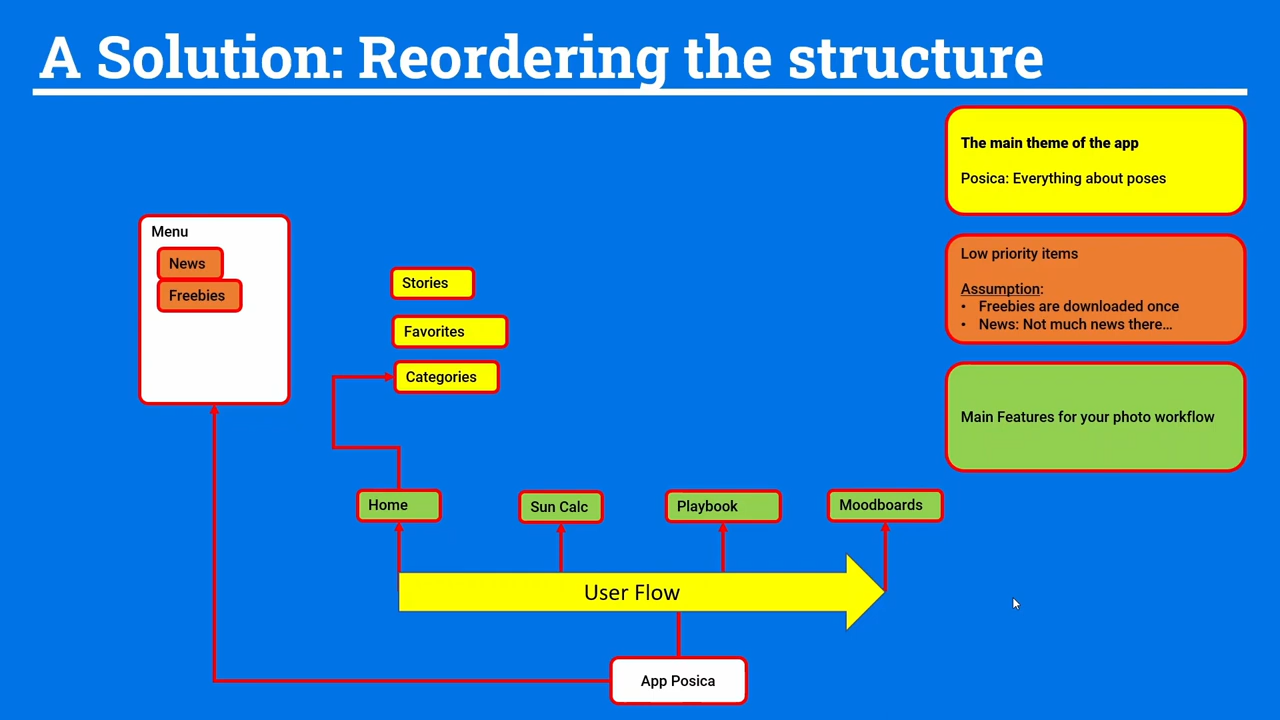 A Solution: Reordering the structure
The main theme of the app
Posica: Everything about poses
Menu
News
Freebies
Stories
Favorites
Categories
Low priority items
Assumption:
• Freebies are downloaded once
• News: Not much news there...
Main Features for your photo workflow
Home
Sun Calc
Playbook
Moodboards
User Flow
App Posica